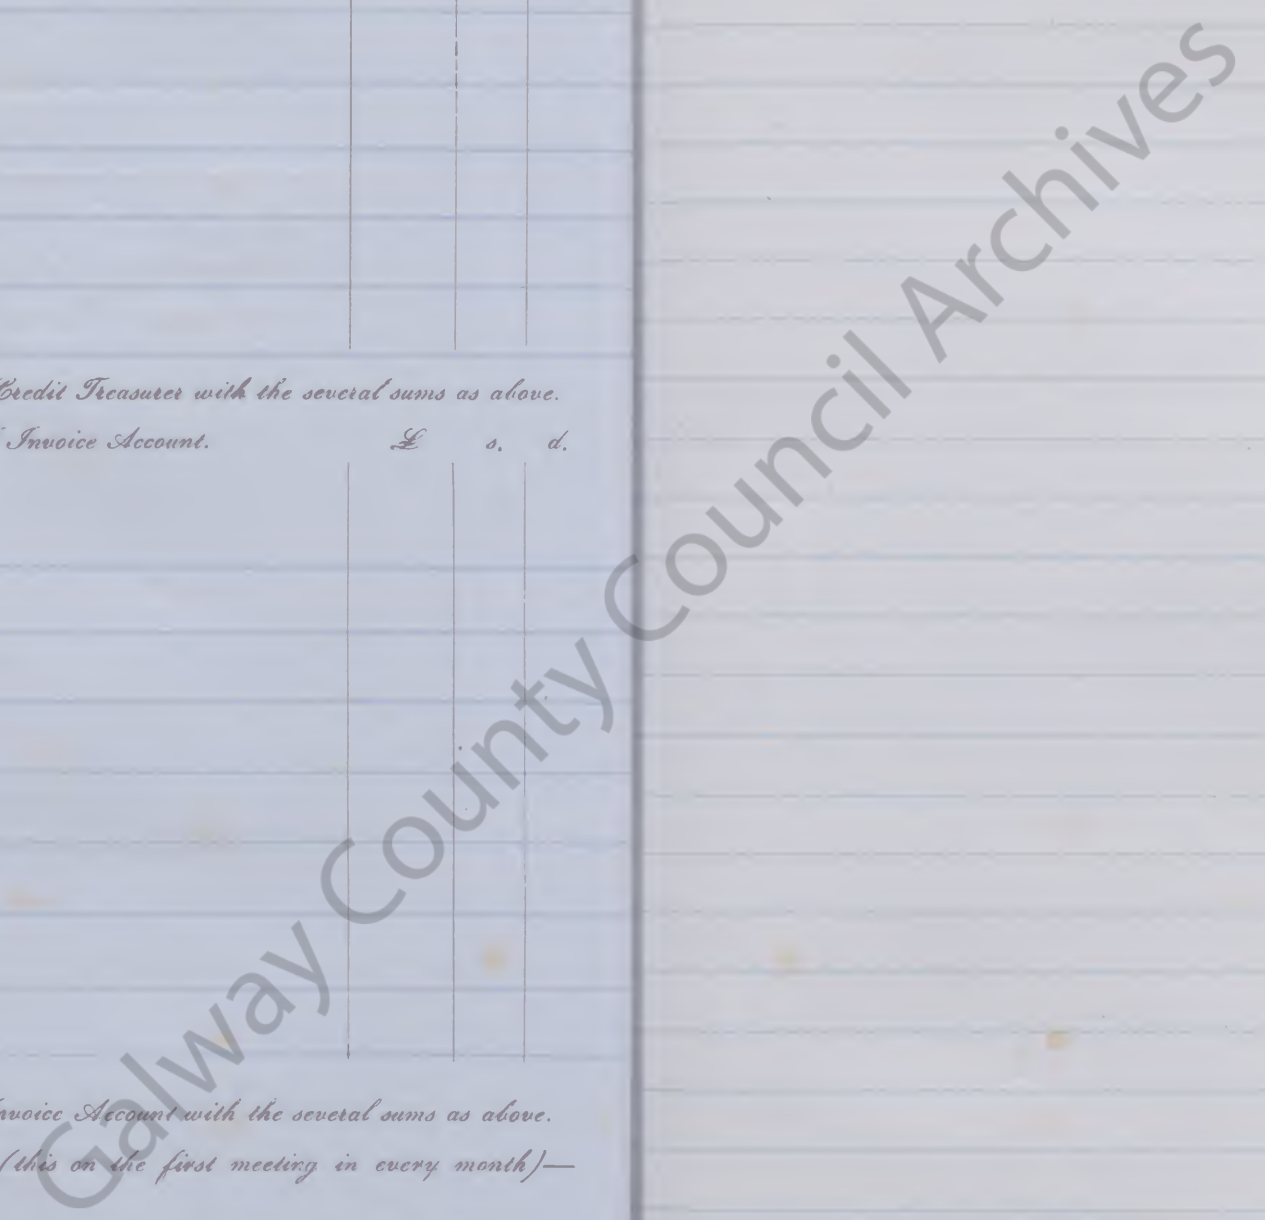 Credit Treasurer with the several sums as above.
Invoice Account. £ s. d.
Invoice Account with the several sums as above.
(this on the first meeting in every month)—
Galway County Council Archives